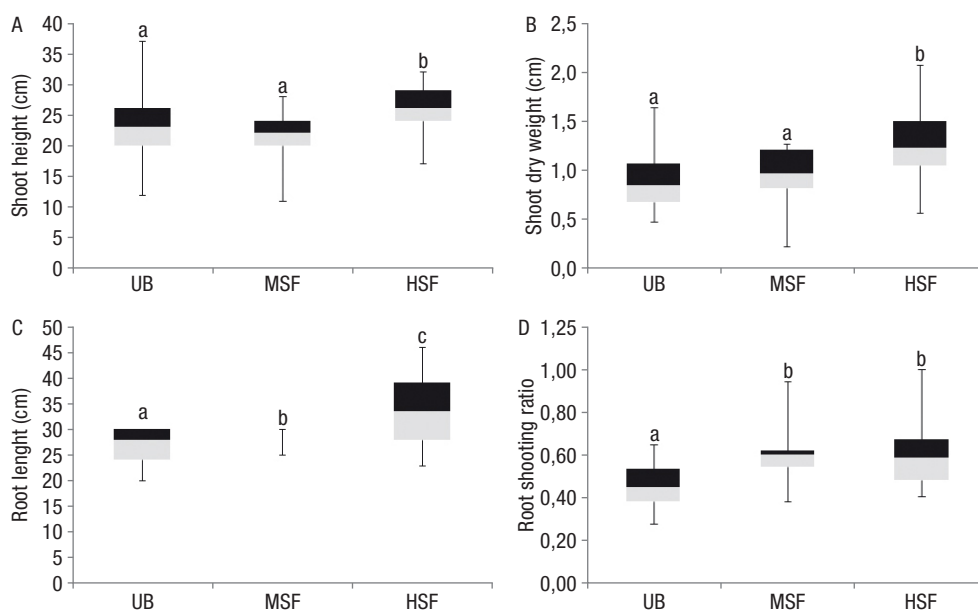 A
Shoot height (cm)
40
35
30
25
20
15
10
5
0
a
a
b
UB
MSF
HSF
B
Shoot dry weight (cm)
2,5
2,0
1,5
1,0
0,5
0,0
a
a
b
UB
MSF
HSF
C
Root lenght (cm)
50
45
40
35
30
25
20
15
10
5
0
a
b
c
UB
MSF
HSF
D
Root shooting ratio
1,25
1,00
0,80
0,60
0,40
0,20
0,00
a
b
b
UB
MSF
HSF